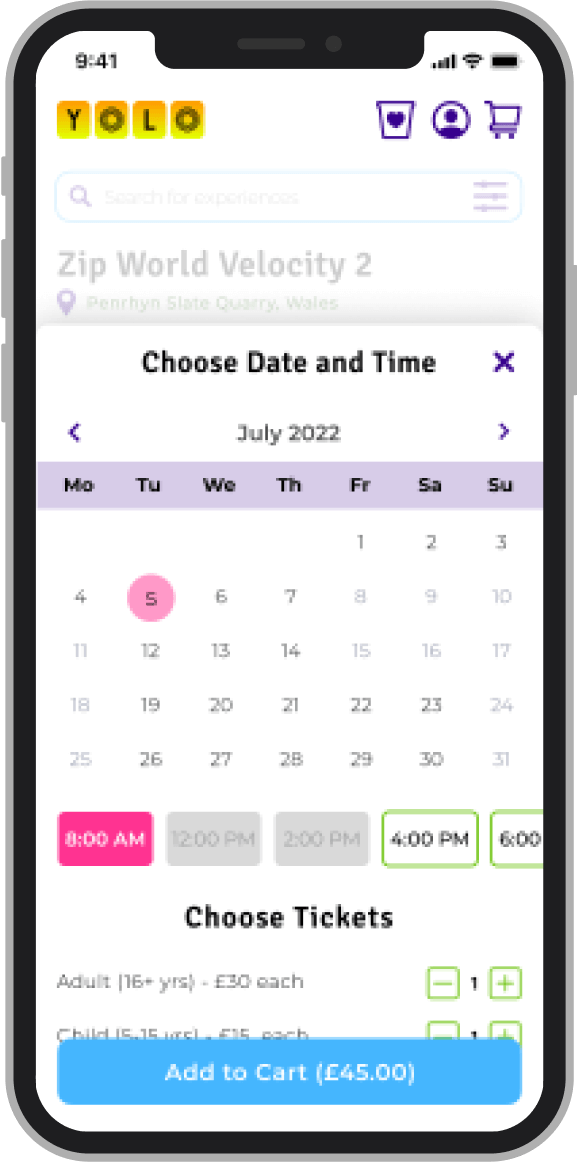 9:41
YOLO
Search for experiences
Zip World Velocity 2
Penrhyn Slate Quarry, Wales
Choose Date and Time
July 2022
Mo Tu We Th Fr Sa Su
1 2 3
4 5 6 7 8 9 10
11 12 13 14 15 16 17
18 19 20 21 22 23 24
25 26 27 28 29 30 31
8:00 AM 12:00 PM 2:00 PM 4:00 PM 6:00
Choose Tickets
Adult (16+ yrs) - £30 each 1
Child (5-15 yrs) - £15 each 1
Add to Cart (£45.00)